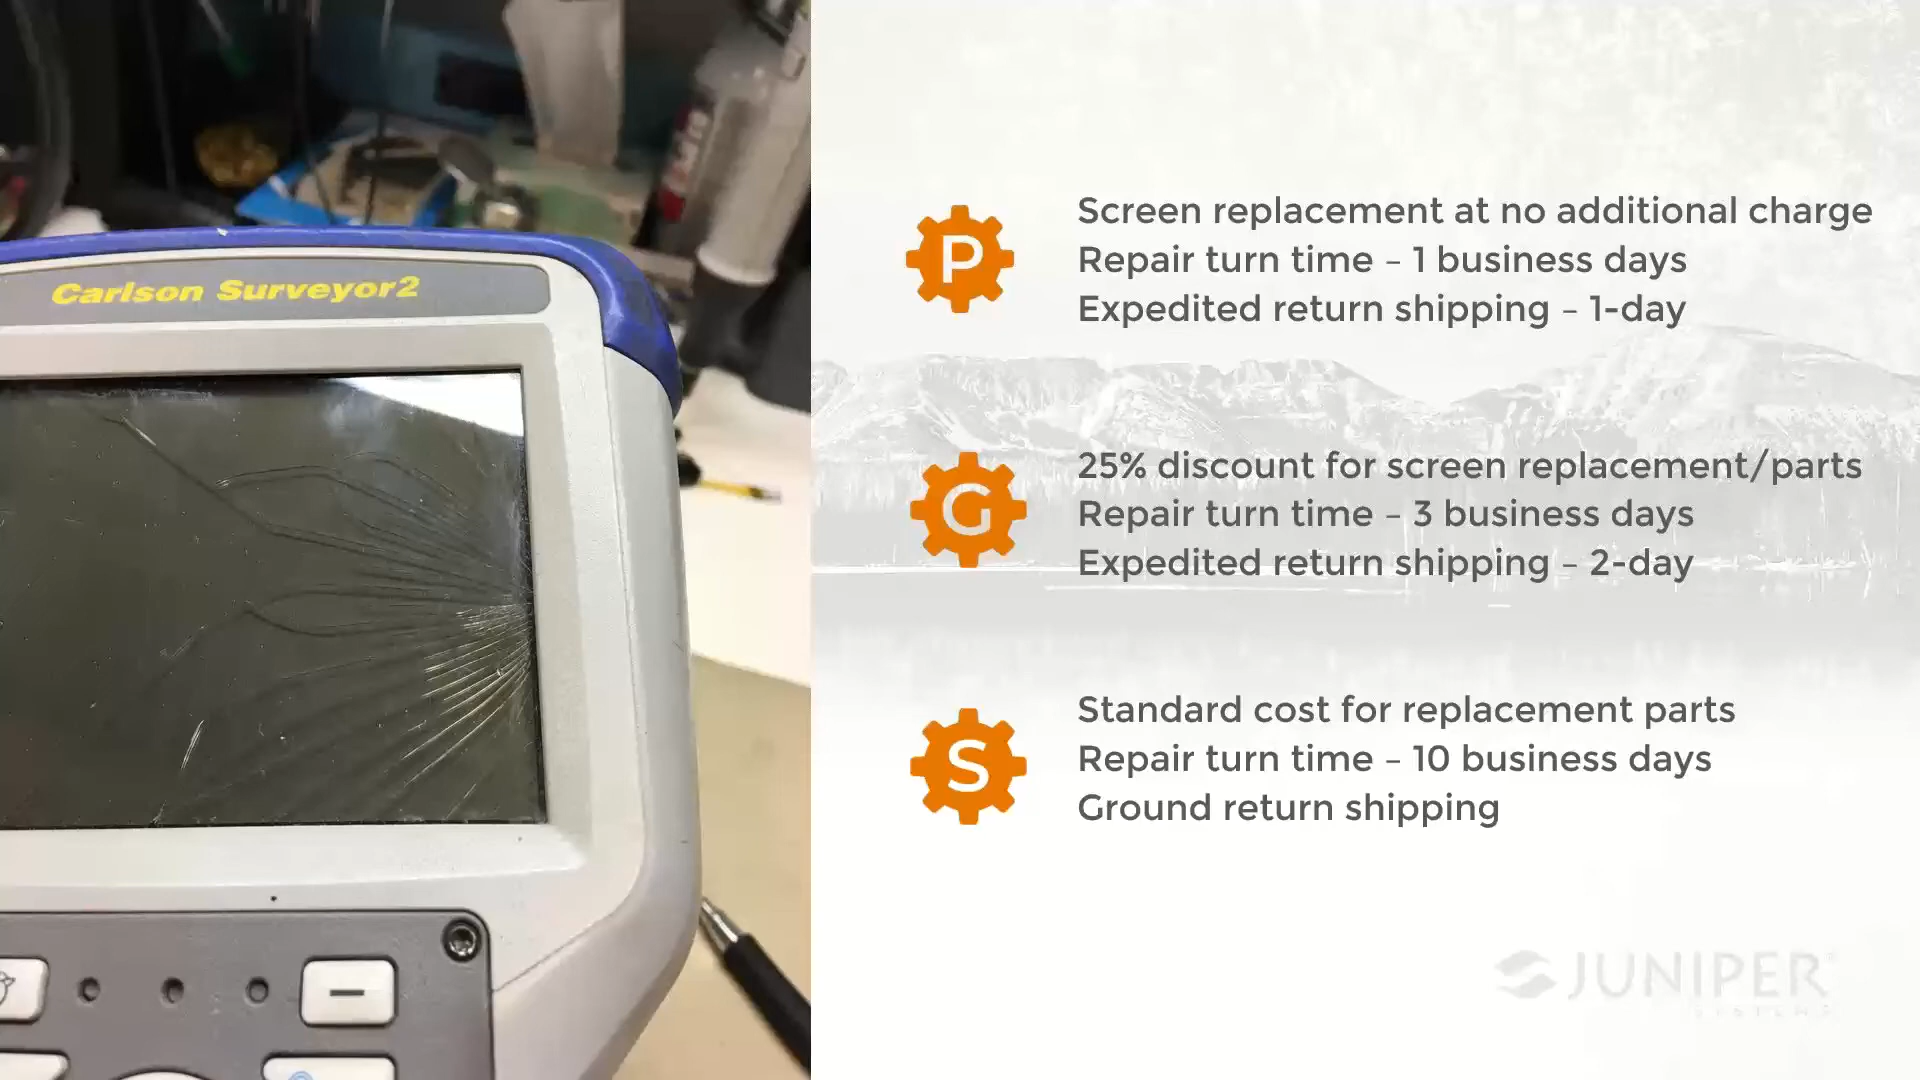 Carlson Surveyor2
P
Screen replacement at no additional charge
Repair turn time – 1 business days
Expedited return shipping – 1-day
G
25% discount for screen replacement/parts
Repair turn time – 3 business days
Expedited return shipping – 2-day
S
Standard cost for replacement parts
Repair turn time – 10 business days
Ground return shipping
JUNIPER
SYSTEMS